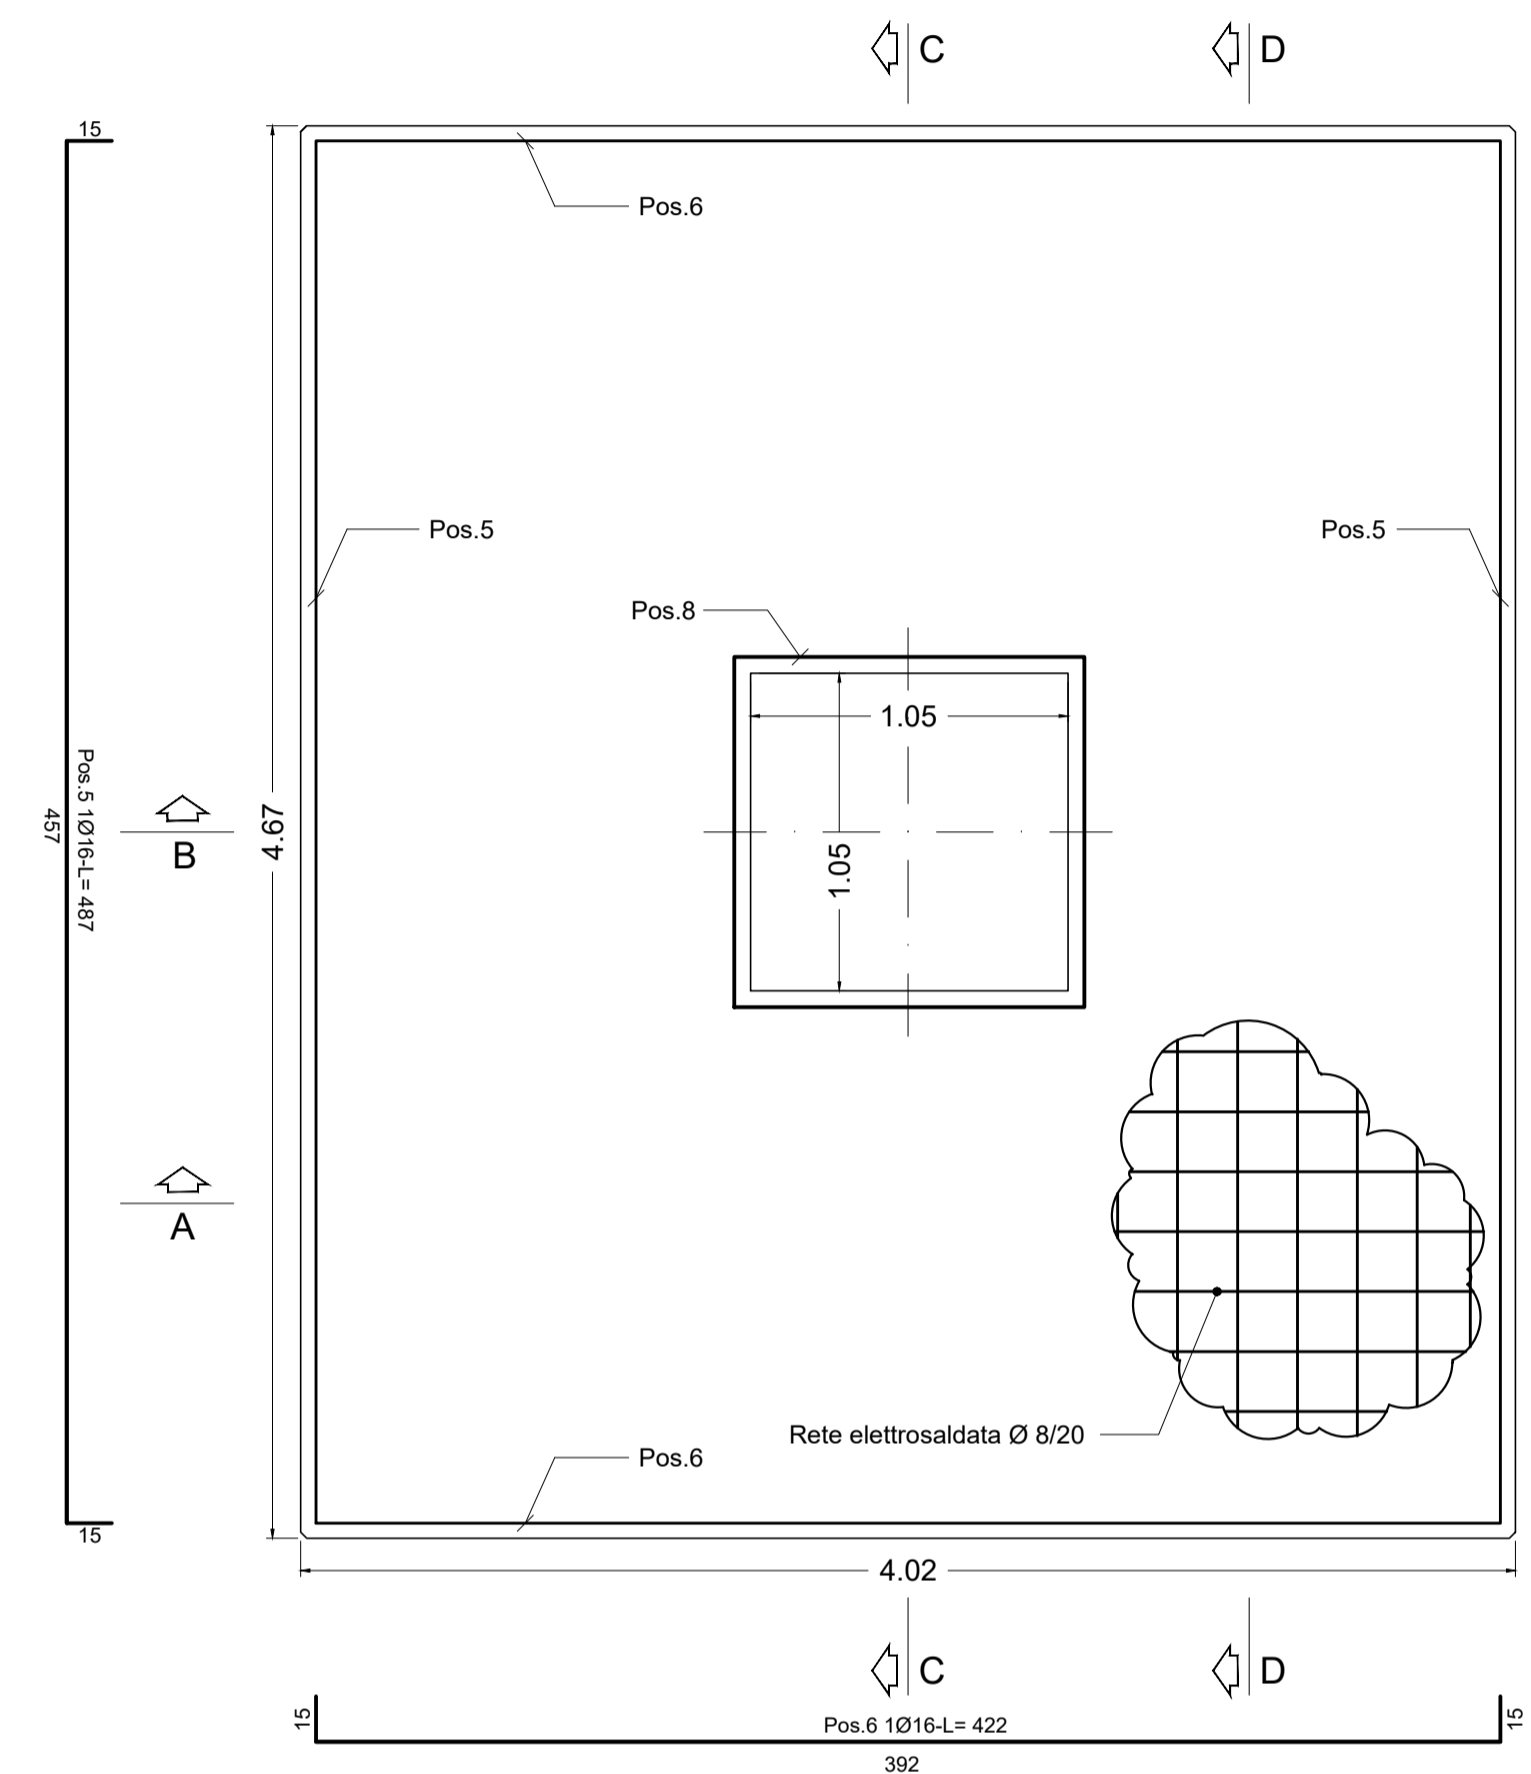 C
D
15
Pos.6
Pos.5
Pos.5
Pos.8
1.05
1.05
Pos.5 1Ø16-L= 487
457
B
4.67
A
Rete elettrosaldata Ø 8/20
Pos.6
15
4.02
C
D
15
Pos.6 1Ø16-L= 422
15
392